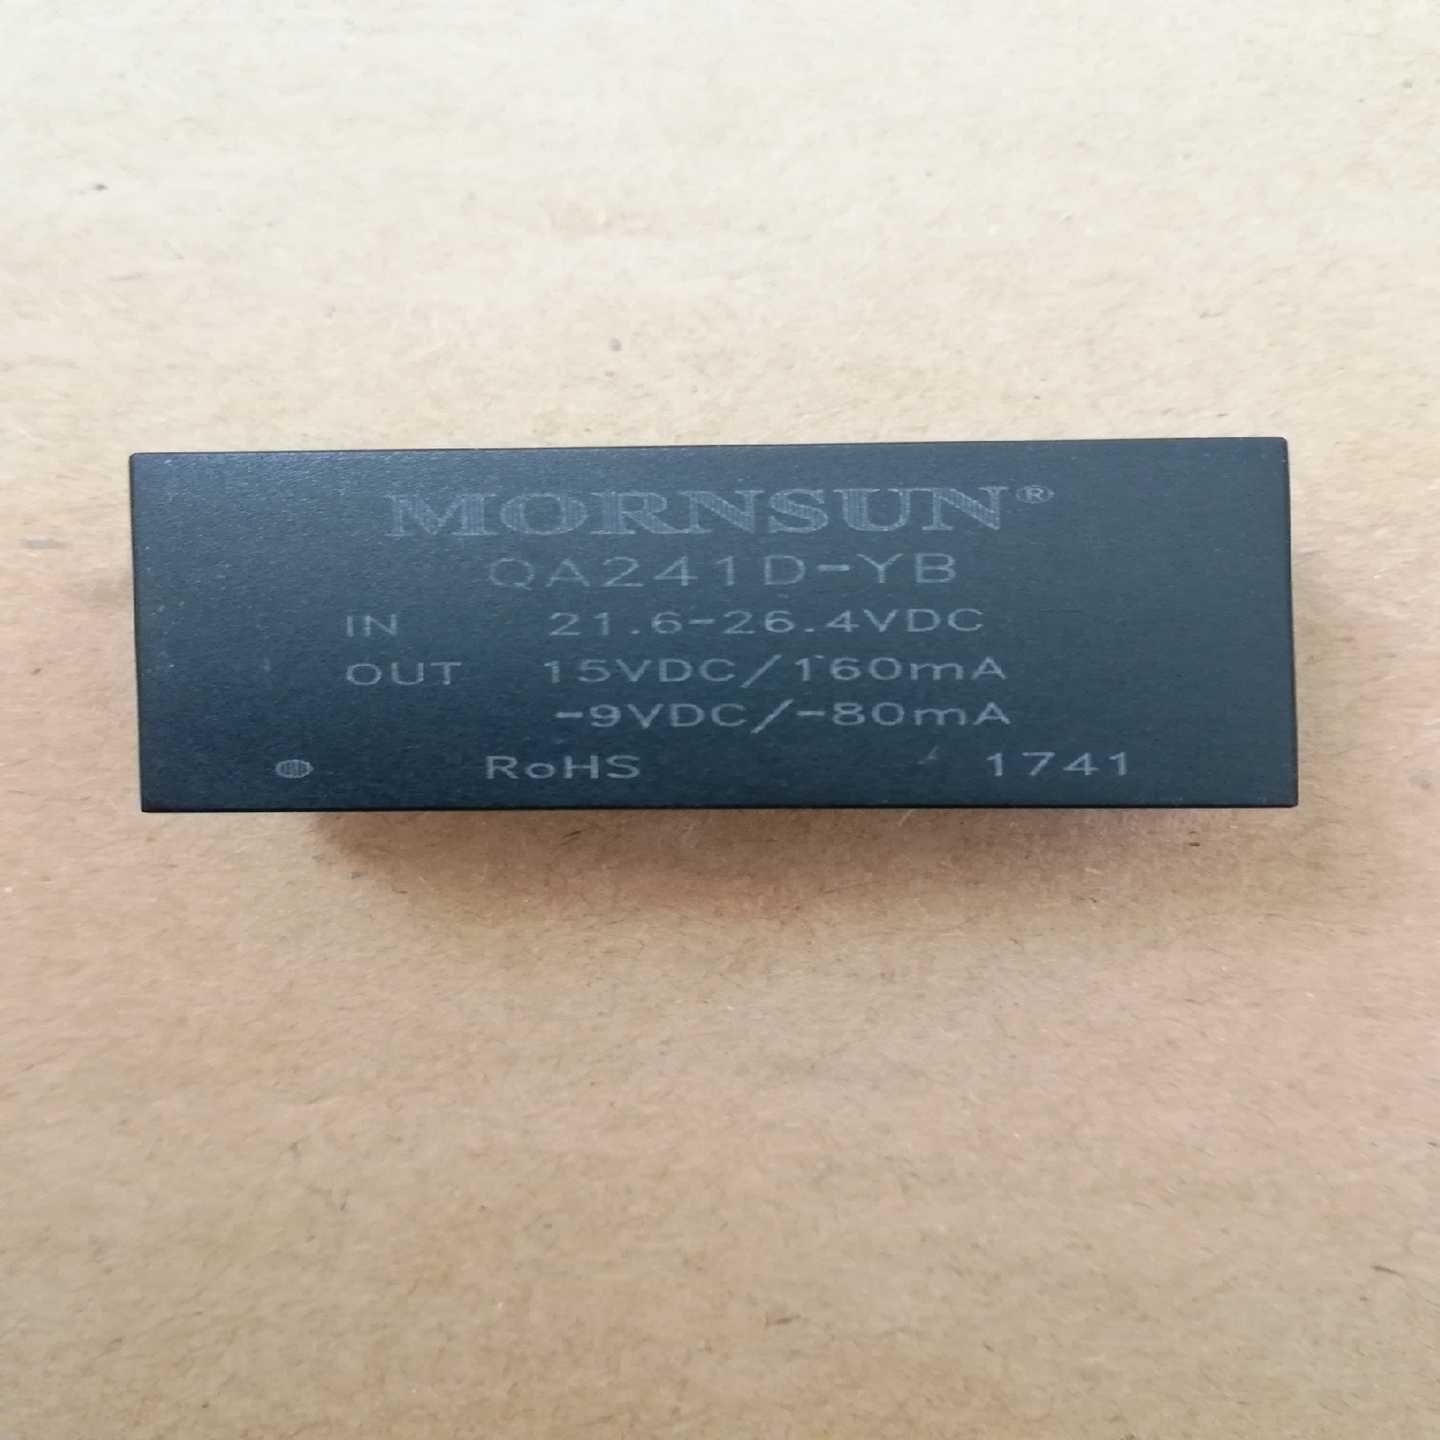 MORNSUN®
QA241D-YB
IN 21.6-26.4VDC
OUT 15VDC/160mA
-9VDC/-80mA
RoHS 1741